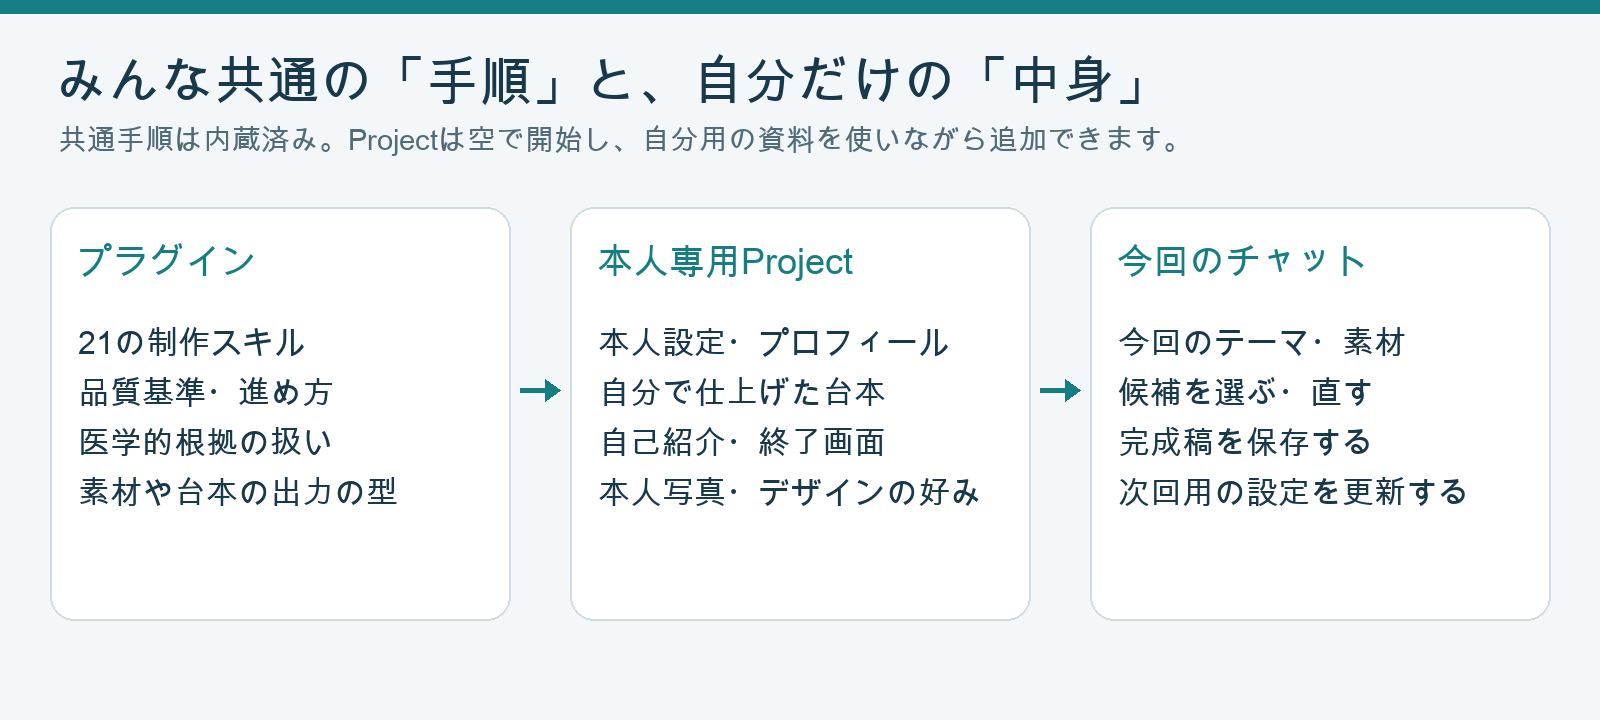 みんな共通の「手順」と、自分だけの「中身」
共通手順は内蔵済み。Projectは空で開始し、自分用の資料を使いながら追加できます。
プラグイン
21の制作スキル
品質基準・進め方
医学的根拠の扱い
素材や台本の出力の型
本人専用Project
本人設定・プロフィール
自分で仕上げた台本
自己紹介・終了画面
本人写真・デザインの好み
今回のチャット
今回のテーマ・素材
候補を選ぶ・直す
完成稿を保存する
次回用の設定を更新する